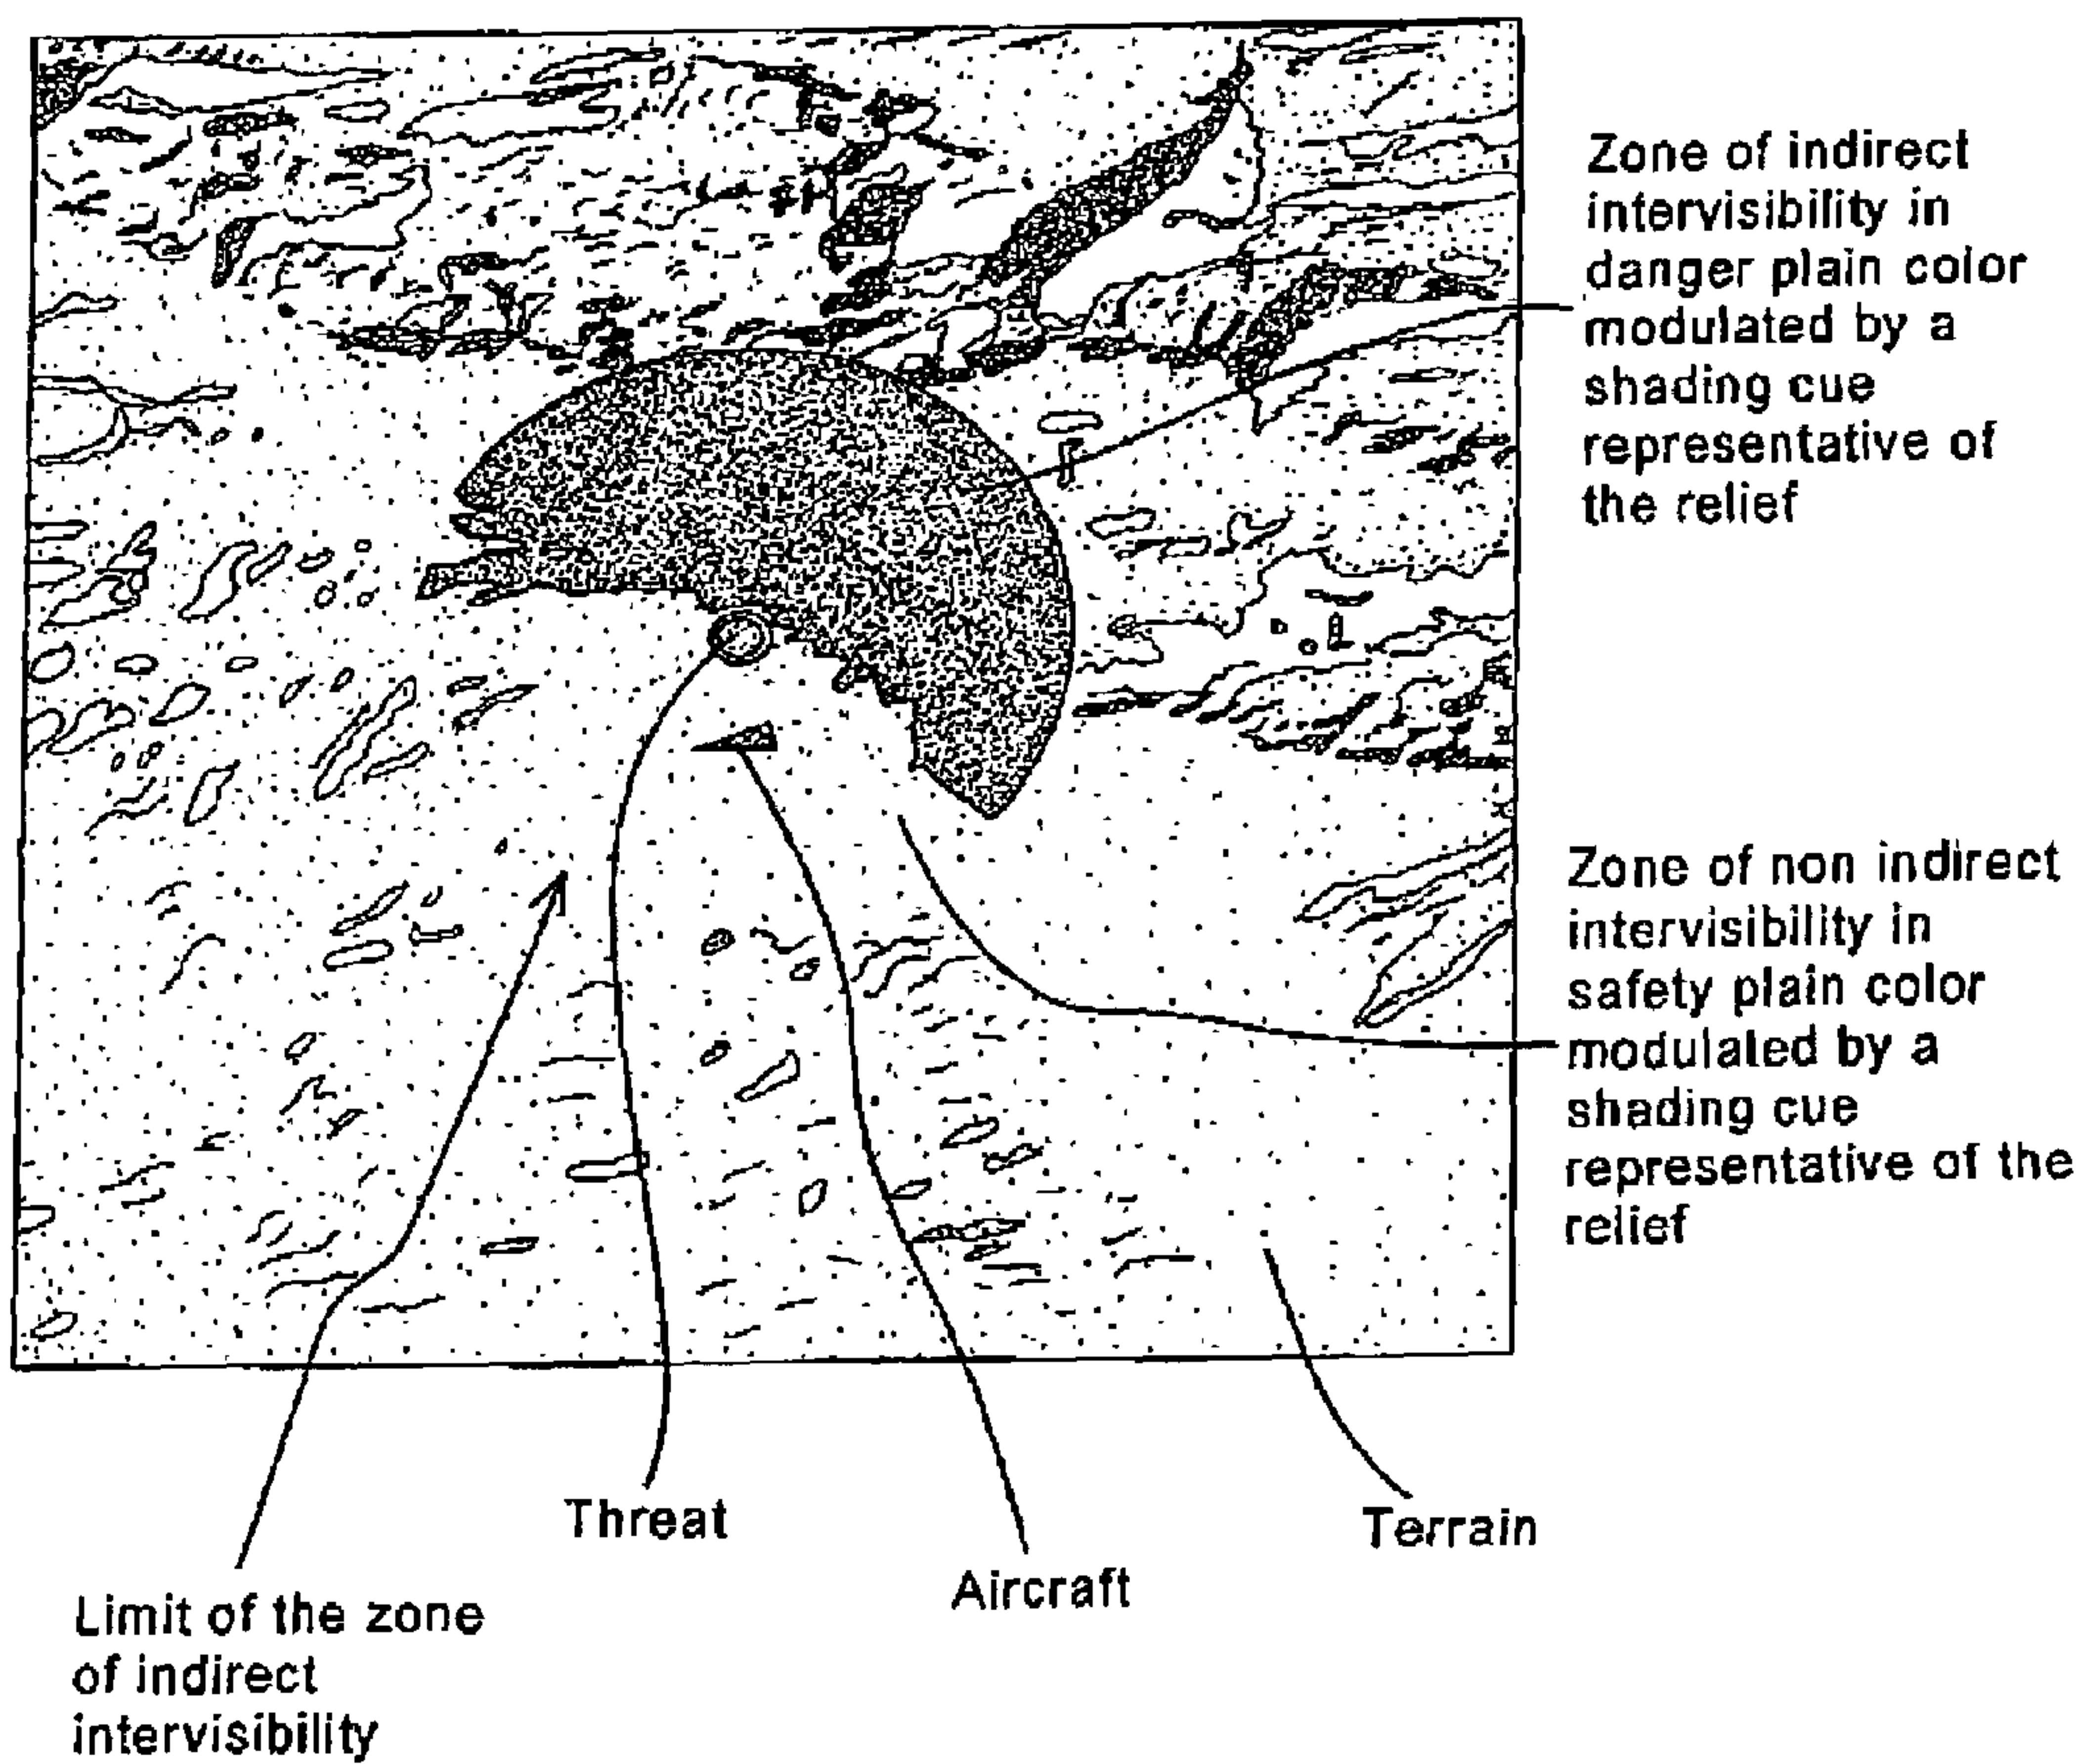 Zone of indirect
intervisibility in
danger plain color
modulated by a
shading cue
representative of
the relief
Zone of non indirect
intervisibility in
safety plain color
modulated by a
shading cue
representative of the
relief
Threat
Terrain
Aircraft
Limit of the zone
of indirect
intervisibility